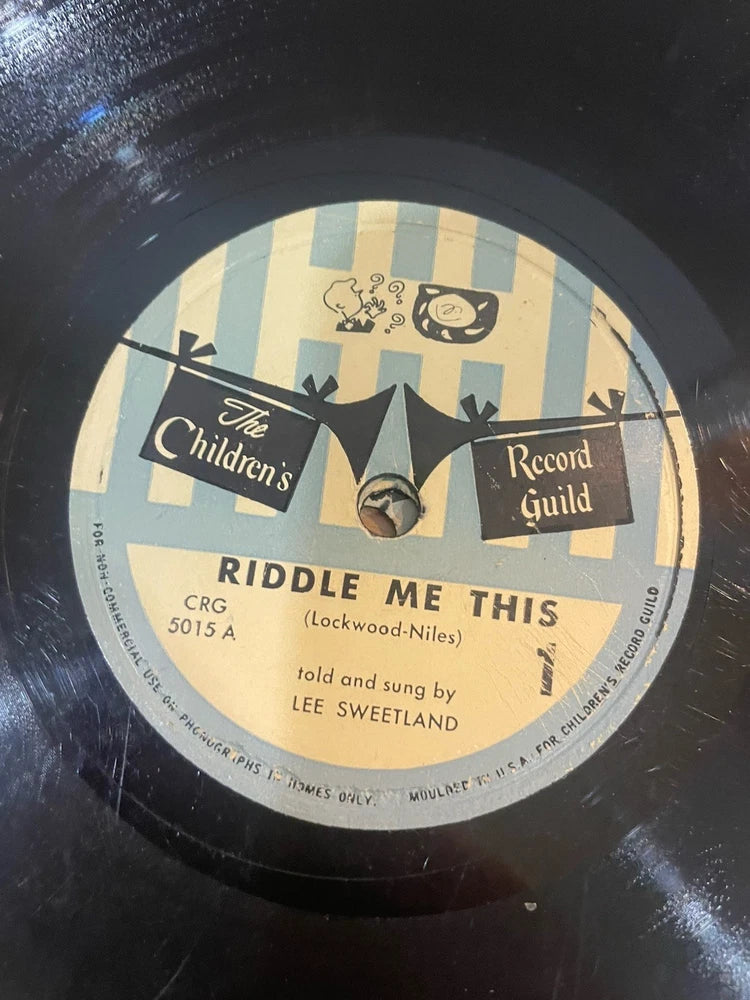 The
Children's
Record
Guild
RIDDLE ME THIS
(Lockwood-Niles)
CRG
5015 A
told and sung by
LEE SWEETLAND
FOR NON-COMMERCIAL USE ON PHONOGRAPHS IN HOMES ONLY.
MOULDED IN U.S.A. FOR CHILDREN'S RECORD GUILD